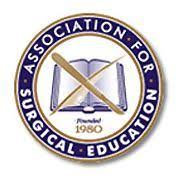 ASSOCIATION FOR
SURGICAL EDUCATION
Founded
1980